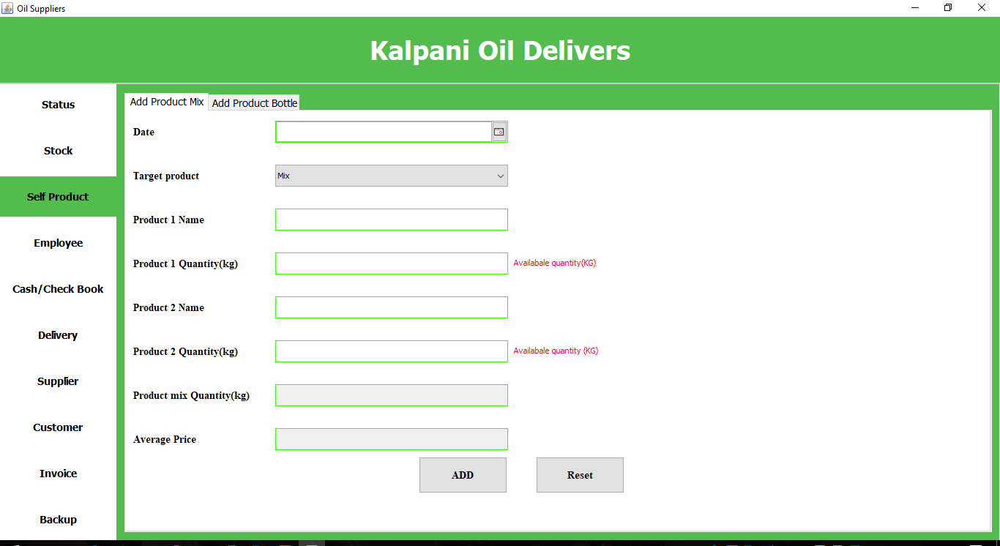 Oil Suppliers
Kalpani Oil Delivers
Status
Stock
Self Product
Employee
Cash/Check Book
Delivery
Supplier
Customer
Invoice
Backup
Add Product Mix
Add Product Bottle
Date
Target product
Mix
Product 1 Name
Product 1 Quantity(kg)
Availabale quantity(KG)
Product 2 Name
Product 2 Quantity(kg)
Availabale quantity (KG)
Product mix Quantity(kg)
Average Price
ADD
Reset